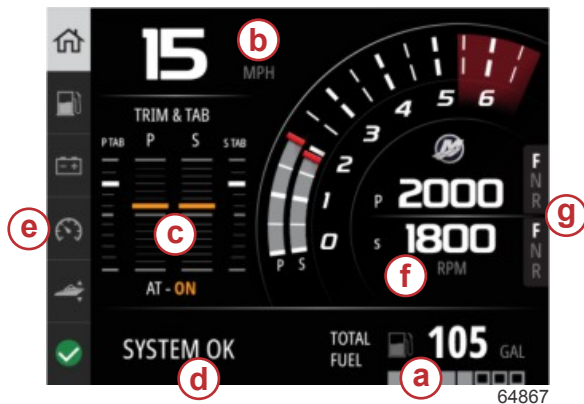 15
b
MPH
TRIM & TAB
P TAB P S S TAB
c
AT - ON
0 1 2 3 4 5 6
P S
P 2000
S 1800
f RPM
F
N
R
F
N
R
g
e
SYSTEM OK
d
TOTAL
FUEL
105 GAL
a
64867